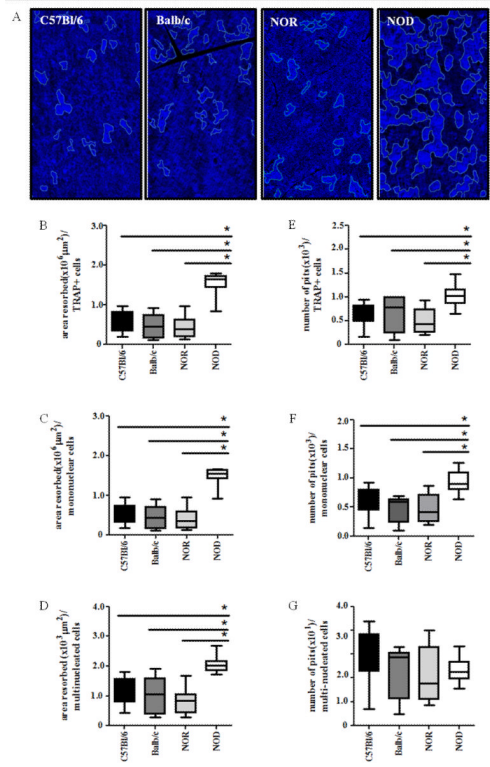 A
C57Bl/6
Balb/c
NOR
NOD
B
area resorbed(x10⁶µm²)/
TRAP+ cells
3.0
2.0
1.0
0
*
*
*
C57Bl/6
Balb/c
NOR
NOD
E
number of pits(x10³)/
TRAP+ cells
2.5
2.0
1.5
1.0
0.5
0
*
*
*
C57Bl/6
Balb/c
NOR
NOD
C
area resorbed(x10⁶µm²)/
mononuclear cells
3.0
2.0
1.0
0
*
*
*
C57Bl/6
Balb/c
NOR
NOD
F
number of pits(x10³)/
mononuclear cells
2.0
1.5
1.0
0.5
0.0
*
*
*
C57Bl/6
Balb/c
NOR
NOD
D
area resorbed (x10³µm²)/
multinucleated cells
4.0
3.0
2.0
1.0
0.0
*
*
*
C57Bl/6
Balb/c
NOR
NOD
G
number of pits(x10¹)/
multi-nucleated cells
4.0
3.0
2.0
1.0
0.0
C57Bl/6
Balb/c
NOR
NOD